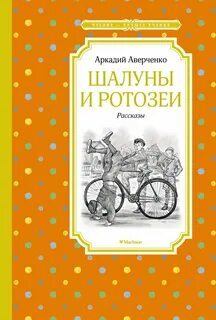 ЧТЕНИЕ – ЛУЧШЕЕ УЧЕНИЕ
Аркадий Аверченко
ШАЛУНЫ
И РОТОЗЕИ
Рассказы
Махаон